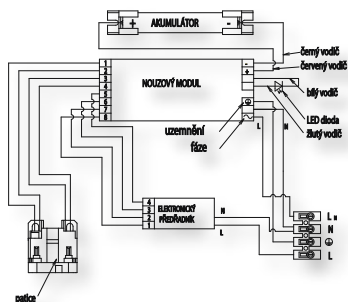 + AKUMULÁTOR -
černý vodič
červený vodič
1
2
3
4
5
6
7
8
NOUZOVÝ MODUL
-
+
bílý vodič
LED dioda
žlutý vodič
uzemnění
fáze
L
N
4
3
2
1
ELEKTRONICKÝ
PŘEDŘADNÍK
N
L
L N
N
L
patice